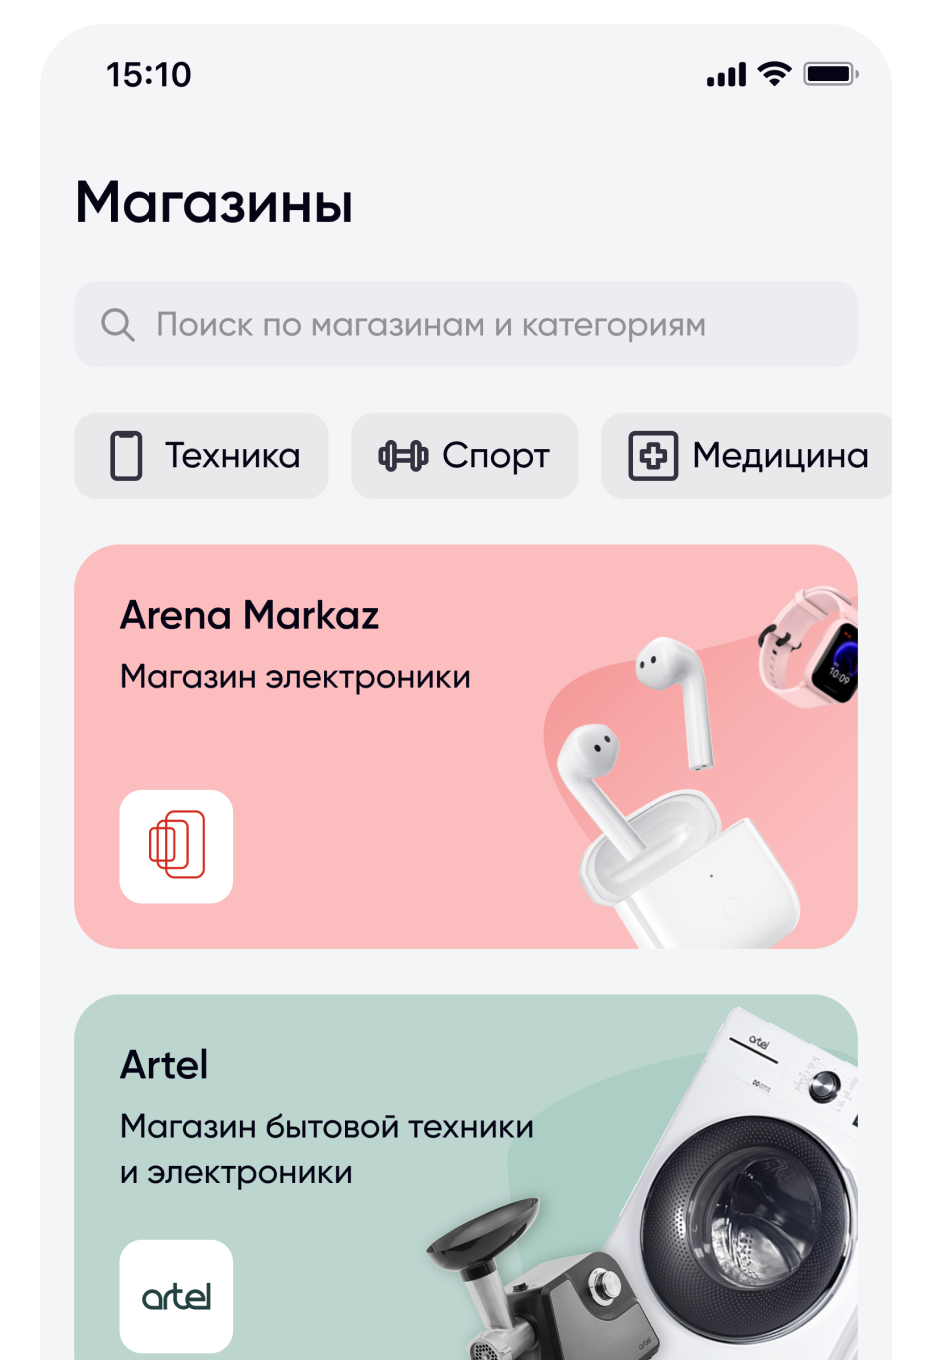 15:10
Магазины
Поиск по магазинам и категориям
Техника
Спорт
Медицина
Arena Markaz
Магазин электроники
10:09
Artel
Магазин бытовой техники
и электроники
artel
artel
artel